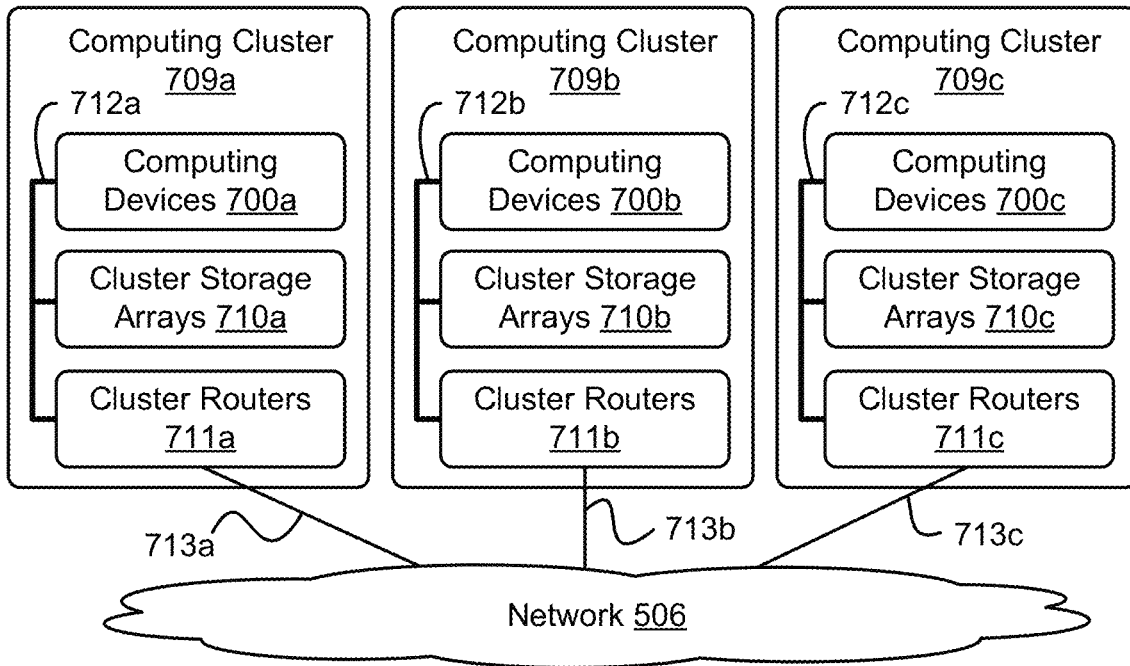 Computing Cluster
709a
712a
Computing
Devices 700a
Cluster Storage
Arrays 710a
Cluster Routers
711a
Computing Cluster
709b
712b
Computing
Devices 700b
Cluster Storage
Arrays 710b
Cluster Routers
711b
Computing Cluster
709c
712c
Computing
Devices 700c
Cluster Storage
Arrays 710c
Cluster Routers
711c
713a
713b
713c
Network 506